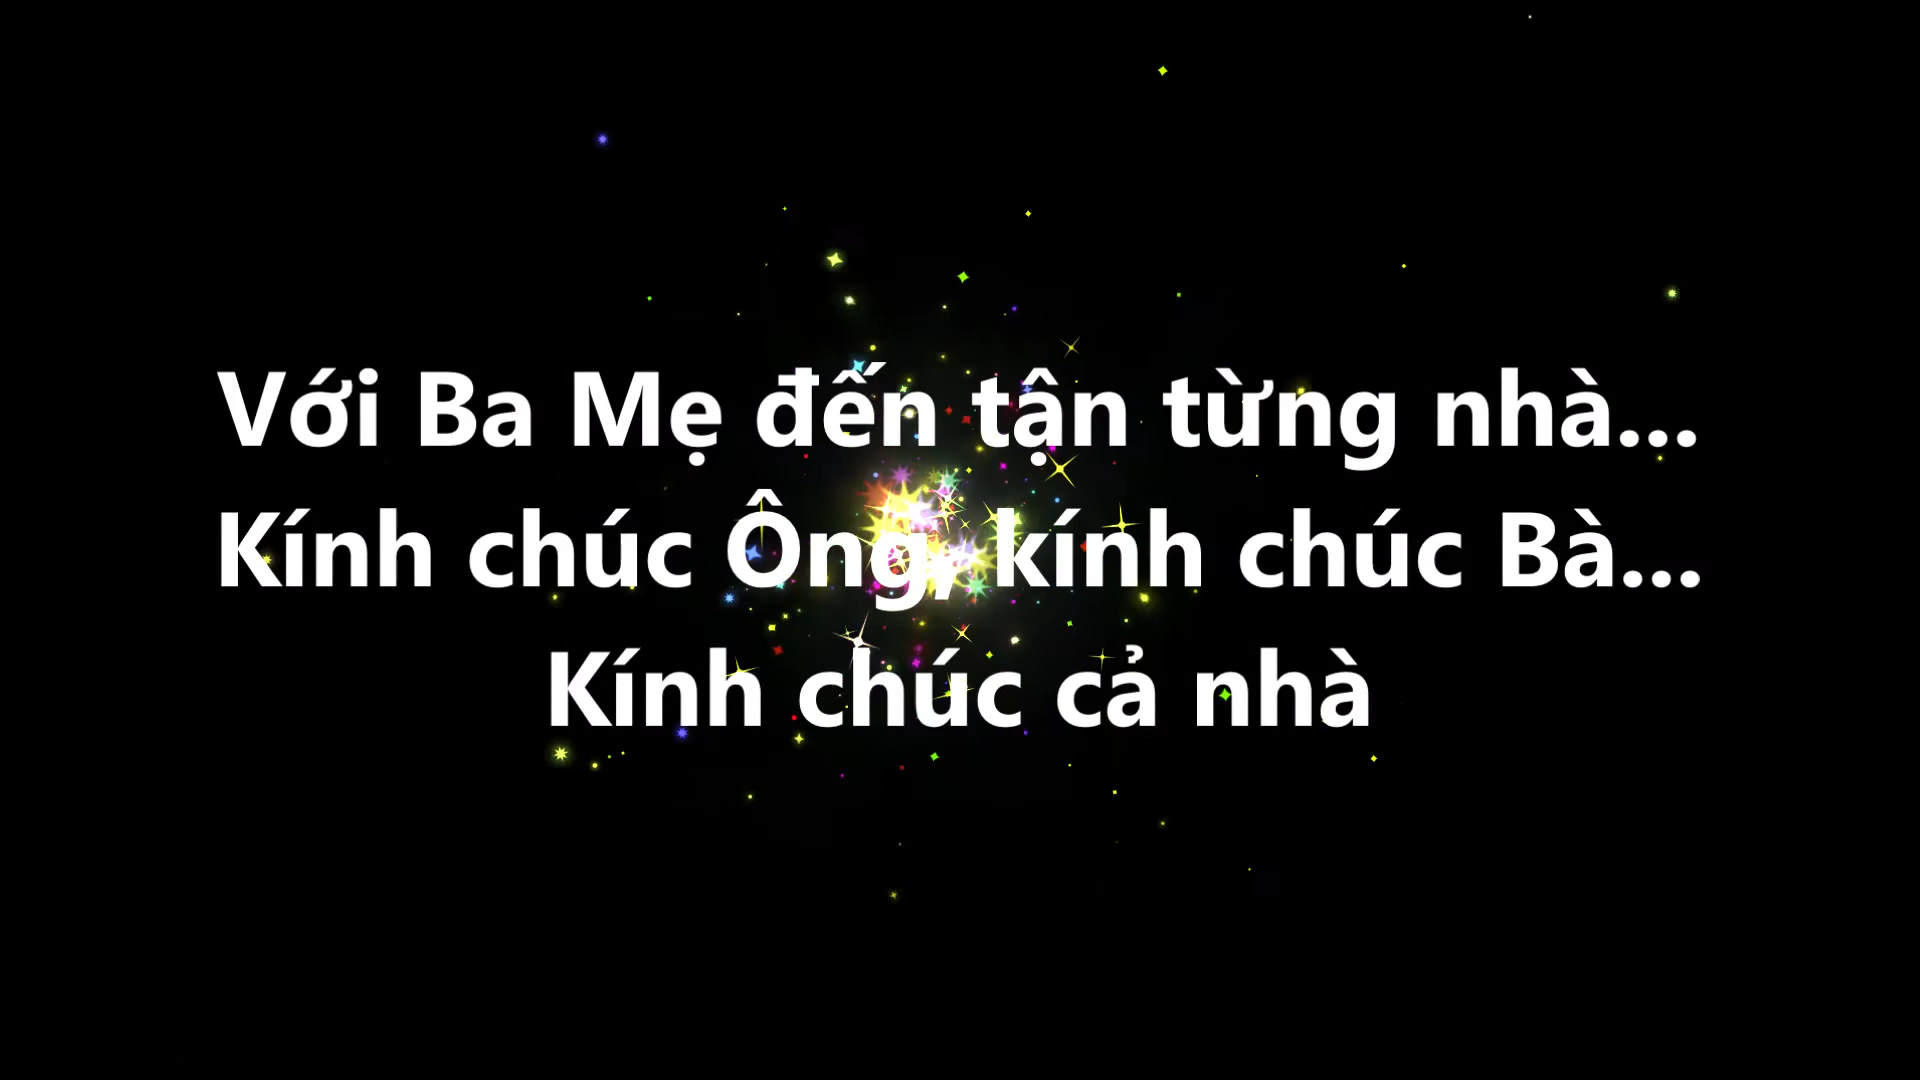 Với Ba Mẹ đến tận từng nhà...
Kính chúc Ông, kính chúc Bà...
Kính chúc cả nhà